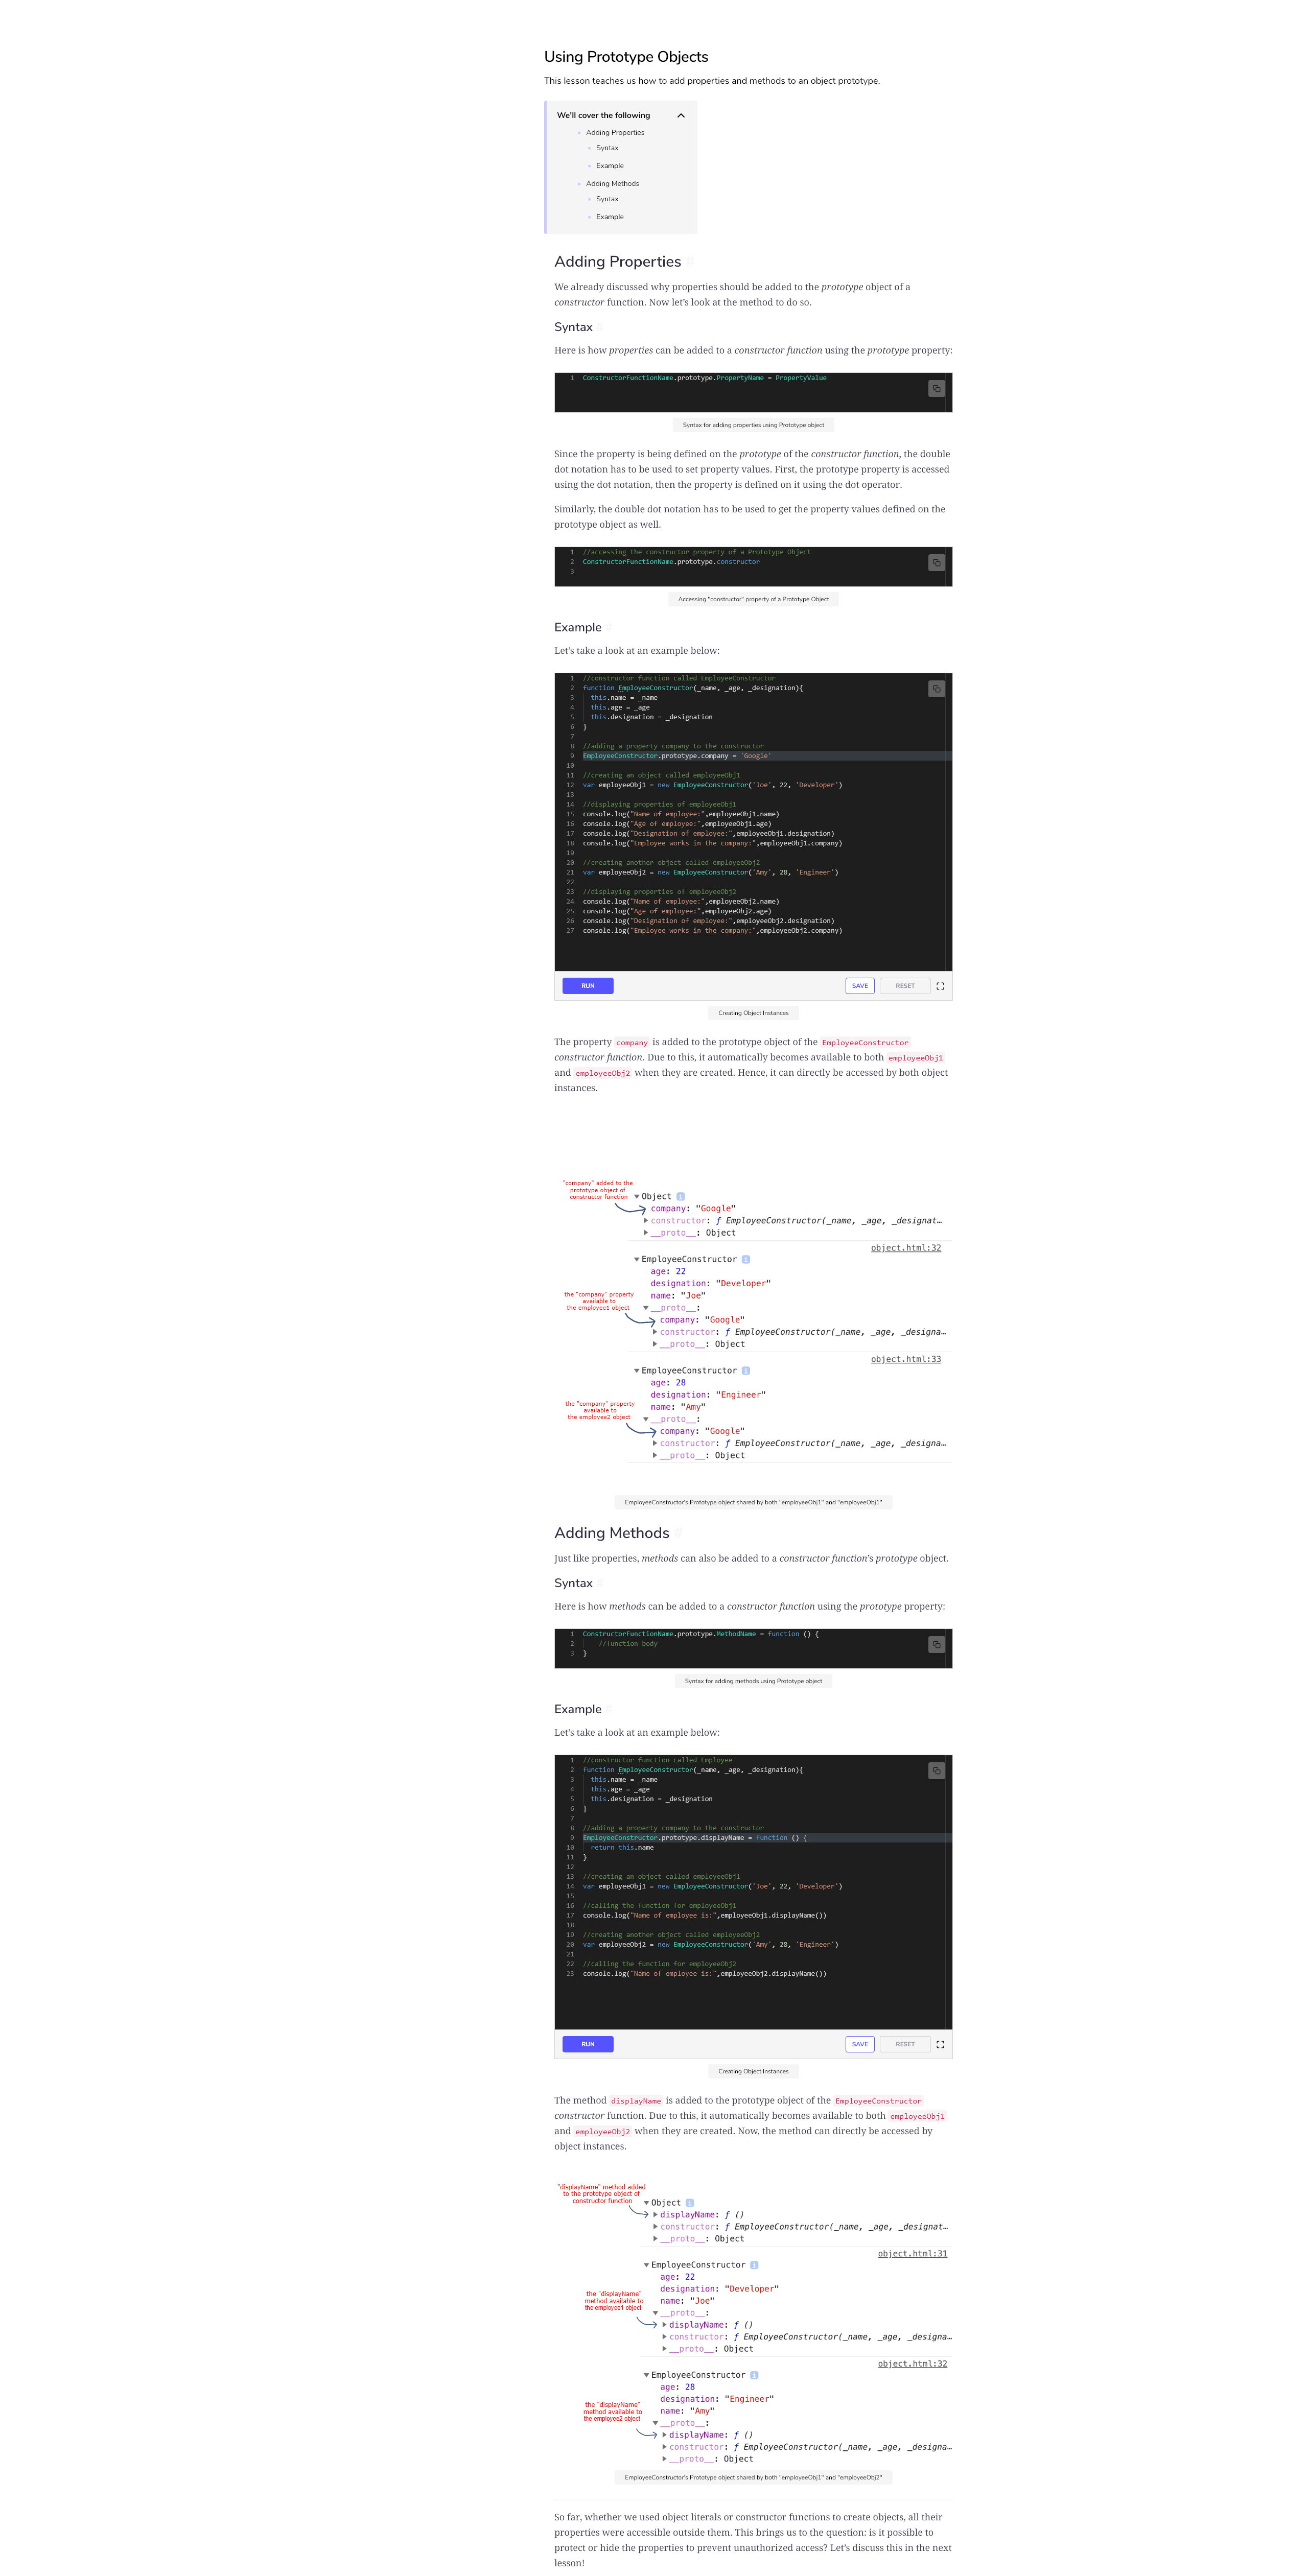 Using Prototype Objects
This lesson teaches us how to add properties and methods to an object prototype.
We'll cover the following
Adding Properties
Syntax
Example
Adding Methods
Syntax
Example
Adding Properties #
We already discussed why properties should be added to the prototype object of a
constructor function. Now let’s look at the method to do so.
Syntax #
Here is how properties can be added to a constructor function using the prototype property:
1 ConstructorFunctionName.prototype.PropertyName = PropertyValue
Syntax for adding properties using Prototype object
Since the property is being defined on the prototype of the constructor function, the double
dot notation has to be used to set property values. First, the prototype property is accessed
using the dot notation, then the property is defined on it using the dot operator.
Similarly, the double dot notation has to be used to get the property values defined on the
prototype object as well.
1 //accessing the constructor property of a Prototype Object
2 ConstructorFunctionName.prototype.constructor
3
Accessing "constructor" property of a Prototype Object
Example #
Let’s take a look at an example below:
1 //constructor function called EmployeeConstructor
2 function EmployeeConstructor(_name, _age, _designation){
3 this.name = _name
4 this.age = _age
5 this.designation = _designation
6 }
7
8 //adding a property company to the constructor
9 EmployeeConstructor.prototype.company = 'Google'
10
11 //creating an object called employeeObj1
12 var employeeObj1 = new EmployeeConstructor('Joe', 22, 'Developer')
13
14 //displaying properties of employeeObj1
15 console.log("Name of employee:",employeeObj1.name)
16 console.log("Age of employee:",employeeObj1.age)
17 console.log("Designation of employee:",employeeObj1.designation)
18 console.log("Employee works in the company:",employeeObj1.company)
19
20 //creating another object called employeeObj2
21 var employeeObj2 = new EmployeeConstructor('Amy', 28, 'Engineer')
22
23 //displaying properties of employeeObj2
24 console.log("Name of employee:",employeeObj2.name)
25 console.log("Age of employee:",employeeObj2.age)
26 console.log("Designation of employee:",employeeObj2.designation)
27 console.log("Employee works in the company:",employeeObj2.company)
RUN SAVE RESET
Creating Object Instances
The property company is added to the prototype object of the EmployeeConstructor
constructor function. Due to this, it automatically becomes available to both employeeObj1
and employeeObj2 when they are created. Hence, it can directly be accessed by both object
instances.
"company" added to the
prototype object of
constructor function
Object i
company: "Google"
constructor: ƒ EmployeeConstructor(_name, _age, _designat…
__proto__: Object
object.html:32
EmployeeConstructor i
age: 22
designation: "Developer"
name: "Joe"
the "company" property
available to
the employee1 object
__proto__:
company: "Google"
constructor: ƒ EmployeeConstructor(_name, _age, _designa…
__proto__: Object
object.html:33
EmployeeConstructor i
age: 28
designation: "Engineer"
name: "Amy"
the "company" property
available to
the employee2 object
__proto__:
company: "Google"
constructor: ƒ EmployeeConstructor(_name, _age, _designa…
__proto__: Object
EmployeeConstructor's Prototype object shared by both "employeeObj1" and "employeeObj1"
Adding Methods #
Just like properties, methods can also be added to a constructor function’s prototype object.
Syntax #
Here is how methods can be added to a constructor function using the prototype property:
1 ConstructorFunctionName.prototype.MethodName = function () {
2 //function body
3 }
Syntax for adding methods using Prototype object
Example #
Let’s take a look at an example below:
1 //constructor function called Employee
2 function EmployeeConstructor(_name, _age, _designation){
3 this.name = _name
4 this.age = _age
5 this.designation = _designation
6 }
7
8 //adding a property company to the constructor
9 EmployeeConstructor.prototype.displayName = function () {
10 return this.name
11 }
12
13 //creating an object called employeeObj1
14 var employeeObj1 = new EmployeeConstructor('Joe', 22, 'Developer')
15
16 //calling the function for employeeObj1
17 console.log("Name of employee is:",employeeObj1.displayName())
18
19 //creating another object called employeeObj2
20 var employeeObj2 = new EmployeeConstructor('Amy', 28, 'Engineer')
21
22 //calling the function for employeeObj2
23 console.log("Name of employee is:",employeeObj2.displayName())
RUN SAVE RESET
Creating Object Instances
The method displayName is added to the prototype object of the EmployeeConstructor
constructor function. Due to this, it automatically becomes available to both employeeObj1
and employeeObj2 when they are created. Now, the method can directly be accessed by
object instances.
"displayName" method added
to the prototype object of
constructor function
Object i
displayName: ƒ ()
constructor: ƒ EmployeeConstructor(_name, _age, _designat…
__proto__: Object
object.html:31
EmployeeConstructor i
age: 22
designation: "Developer"
name: "Joe"
the "displayName"
method available to
the employee1 object
__proto__:
displayName: ƒ ()
constructor: ƒ EmployeeConstructor(_name, _age, _designa…
__proto__: Object
object.html:32
EmployeeConstructor i
age: 28
designation: "Engineer"
name: "Amy"
the "displayName"
method available to
the employee2 object
__proto__:
displayName: ƒ ()
constructor: ƒ EmployeeConstructor(_name, _age, _designa…
__proto__: Object
EmployeeConstructor's Prototype object shared by both "employeeObj1" and "employeeObj2"
So far, whether we used object literals or constructor functions to create objects, all their
properties were accessible outside them. This brings us to the question: is it possible to
protect or hide the properties to prevent unauthorized access? Let’s discuss this in the next
lesson!